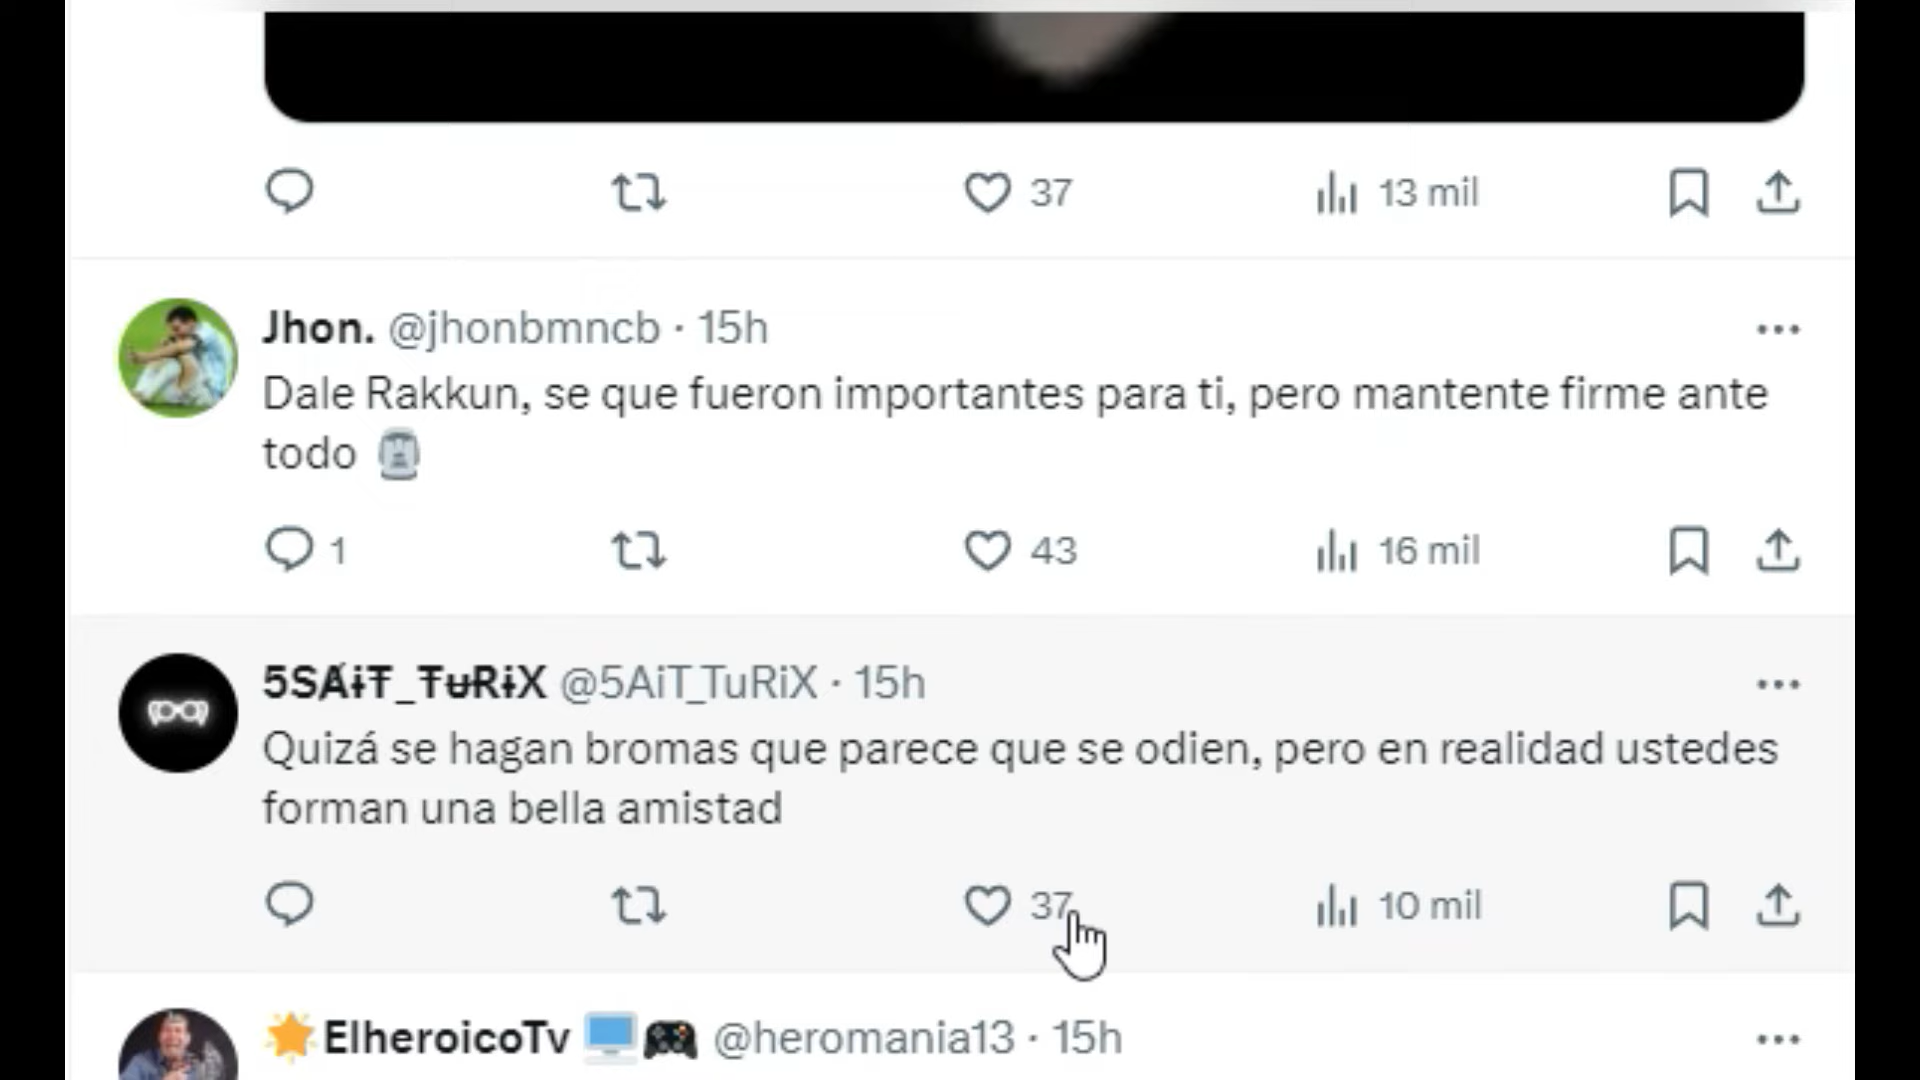 37 13 mil
Jhon. @jhonbmncb · 15h
Dale Rakkun, se que fueron importantes para ti, pero mantente firme ante
todo 🗿
1 43 16 mil
5SȺɨŦ_ŦʉRɨX @5AiT_TuRiX · 15h
Quizá se hagan bromas que parece que se odien, pero en realidad ustedes
forman una bella amistad
37 10 mil
🌟ElheroicoTv 🖥️🎮 @heromania13 · 15h